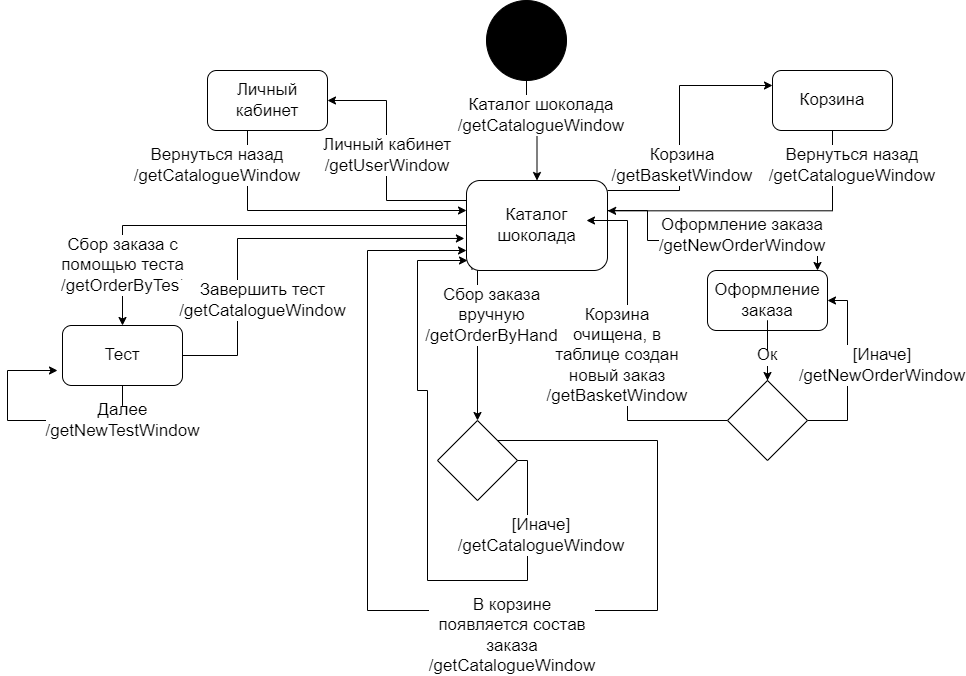 Каталог шоколада
/getCatalogueWindow
Личный
кабинет
Корзина
Личный кабинет
/getUserWindow
Вернуться назад
/getCatalogueWindow
Корзина
/getBasketWindow
Вернуться назад
/getCatalogueWindow
Каталог
шоколада
Оформление заказа
/getNewOrderWindow
Сбор заказа с
помощью теста
/getOrderByTes
Завершить тест
/getCatalogueWindow
Сбор заказа
вручную
/getOrderByHand
Корзина
очищена, в
таблице создан
новый заказ
/getBasketWindow
Оформление
заказа
Ок
[Иначе]
/getNewOrderWindow
Тест
Далее
/getNewTestWindow
[Иначе]
/getCatalogueWindow
В корзине
появляется состав
заказа
/getCatalogueWindow